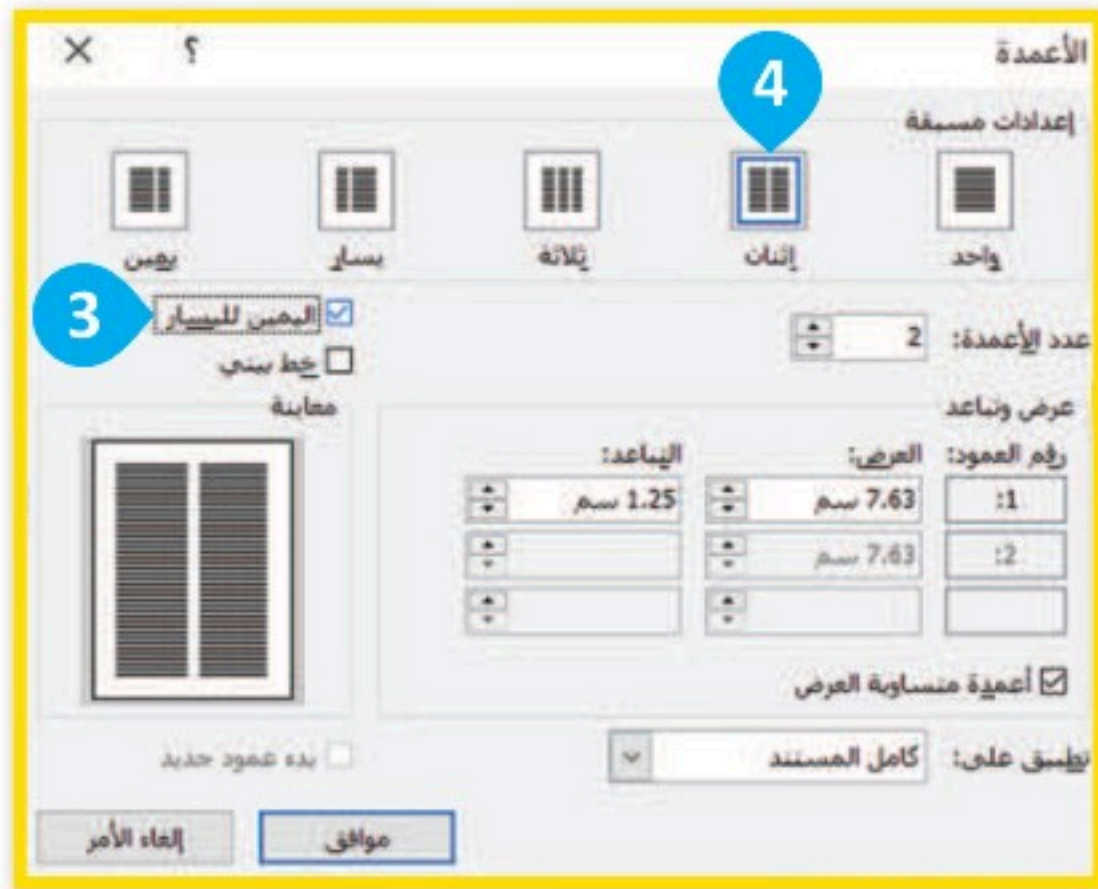 الأعمدة ؟ ×
4
إعدادات مسبقة
واحد إثنان ثلاثة يسار يمين
عدد الأعمدة: 2
اليمين لليسار 3
خط بيني
عرض وتباعد
معاينة
رقم العمود: العرض: التباعد:
1: 7.63 سم 1.25 سم
2: 7.63 سم
أعمدة متساوية العرض
تطبيق على: كامل المستند
بدء عمود جديد
موافق إلغاء الأمر